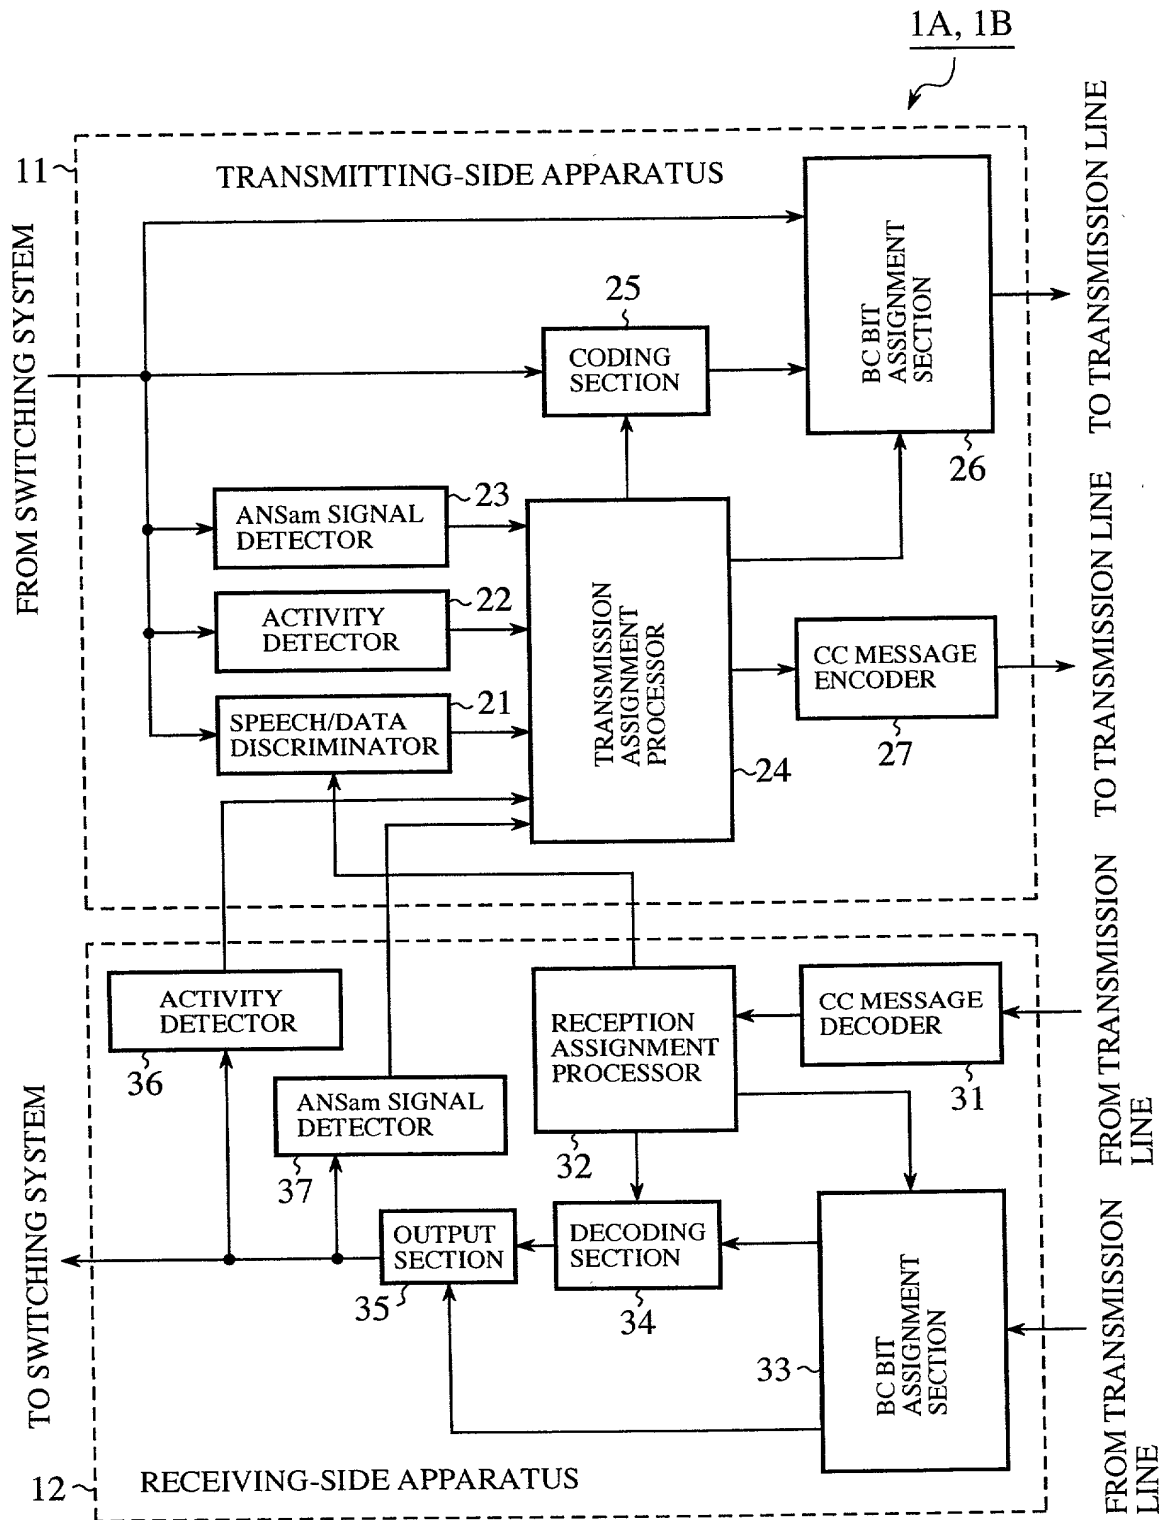 1A, 1B
11
TRANSMITTING-SIDE APPARATUS
FROM SWITCHING SYSTEM
25
CODING
SECTION
BC BIT
ASSIGNMENT
SECTION
26
TO TRANSMISSION LINE
ANSam SIGNAL
DETECTOR
23
ACTIVITY
DETECTOR
22
SPEECH/DATA
DISCRIMINATOR
21
TRANSMISSION
ASSIGNMENT
PROCESSOR
24
CC MESSAGE
ENCODER
27
TO TRANSMISSION LINE
ACTIVITY
DETECTOR
36
ANSam SIGNAL
DETECTOR
37
RECEPTION
ASSIGNMENT
PROCESSOR
32
CC MESSAGE
DECODER
31
FROM TRANSMISSION
LINE
TO SWITCHING SYSTEM
OUTPUT
SECTION
35
DECODING
SECTION
34
33
BC BIT
ASSIGNMENT
SECTION
FROM TRANSMISSION
LINE
12
RECEIVING-SIDE APPARATUS